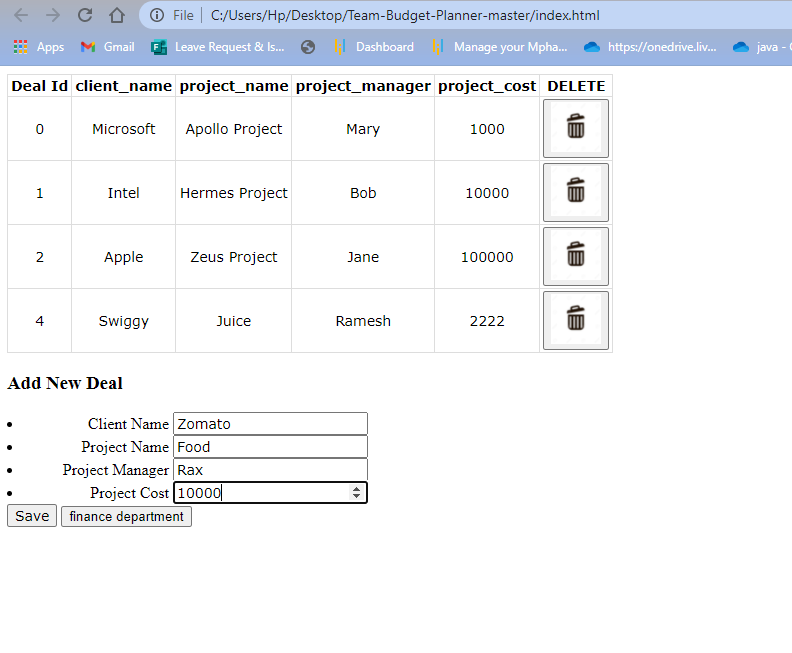 File C:/Users/Hp/Desktop/Team-Budget-Planner-master/index.html
Apps Gmail Leave Request & Is... Dashboard Manage your Mpha... https://onedrive.liv... java -
Deal Id client_name project_name project_manager project_cost DELETE
0 Microsoft Apollo Project Mary 1000
1 Intel Hermes Project Bob 10000
2 Apple Zeus Project Jane 100000
4 Swiggy Juice Ramesh 2222
Add New Deal
Client Name Zomato
Project Name Food
Project Manager Rax
Project Cost 10000
Save finance department